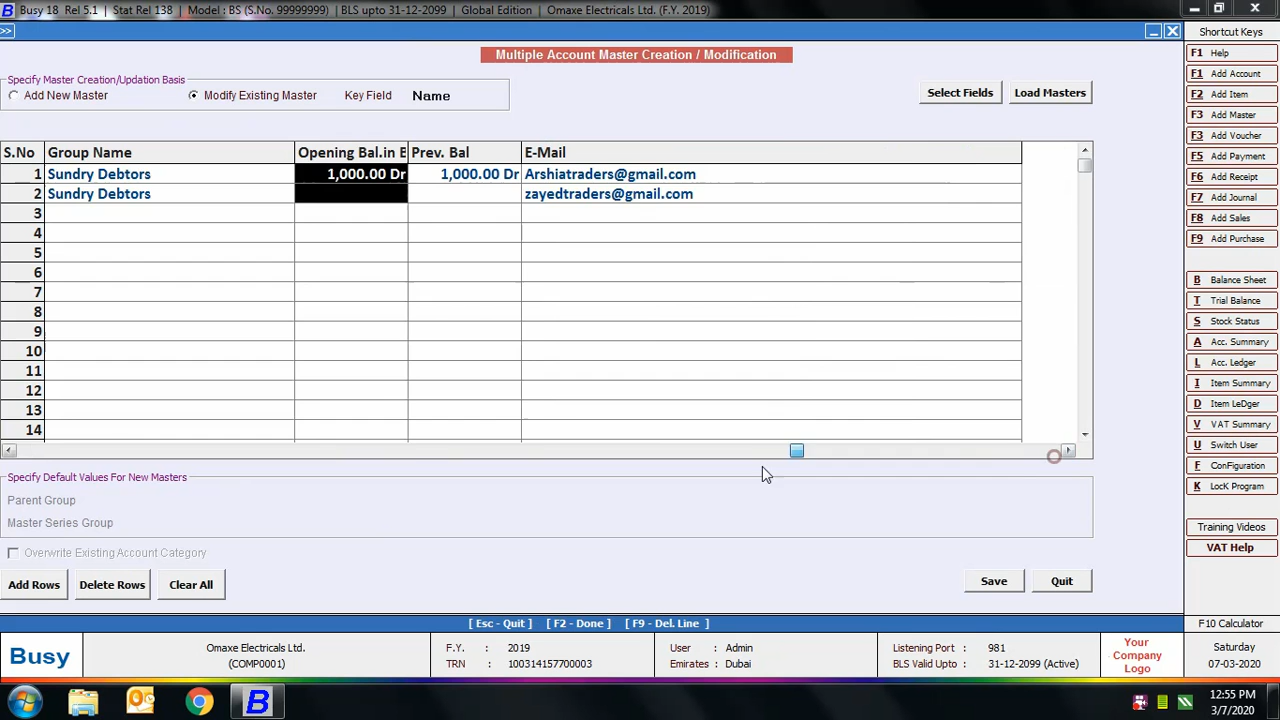 Busy 18 Rel 5.1 | Stat Rel 138 | Model : BS (S.No. 99999999) | BLS upto 31-12-2099 | Global Edition | Omaxe Electricals Ltd. (F.Y. 2019)
>>
Multiple Account Master Creation / Modification
Specify Master Creation/Updation Basis
Add New Master Modify Existing Master Key Field Name
Select Fields Load Masters
S.No Group Name Opening Bal.in B Prev. Bal E-Mail
1 Sundry Debtors 1,000.00 Dr 1,000.00 Dr Arshiatraders@gmail.com
2 Sundry Debtors zayedtraders@gmail.com
3
4
5
6
7
8
9
10
11
12
13
14
Specify Default Values For New Masters
Parent Group
Master Series Group
Overwrite Existing Account Category
Add Rows Delete Rows Clear All Save Quit
[ Esc - Quit ] [ F2 - Done ] [ F9 - Del. Line ]
Shortcut Keys
F1 Help
F1 Add Account
F2 Add Item
F3 Add Master
F3 Add Voucher
F5 Add Payment
F6 Add Receipt
F7 Add Journal
F8 Add Sales
F9 Add Purchase
B Balance Sheet
T Trial Balance
S Stock Status
A Acc. Summary
L Acc. Ledger
I Item Summary
D Item LeDger
V VAT Summary
U Switch User
F ConFiguration
K LocK Program
Training Videos
VAT Help
F10 Calculator
Busy
Omaxe Electricals Ltd.
(COMP0001)
F.Y. : 2019
TRN : 100314157700003
User : Admin
Emirates : Dubai
Listening Port : 981
BLS Valid Upto : 31-12-2099 (Active)
Your
Company
Logo
Saturday
07-03-2020
B
12:55 PM
3/7/2020